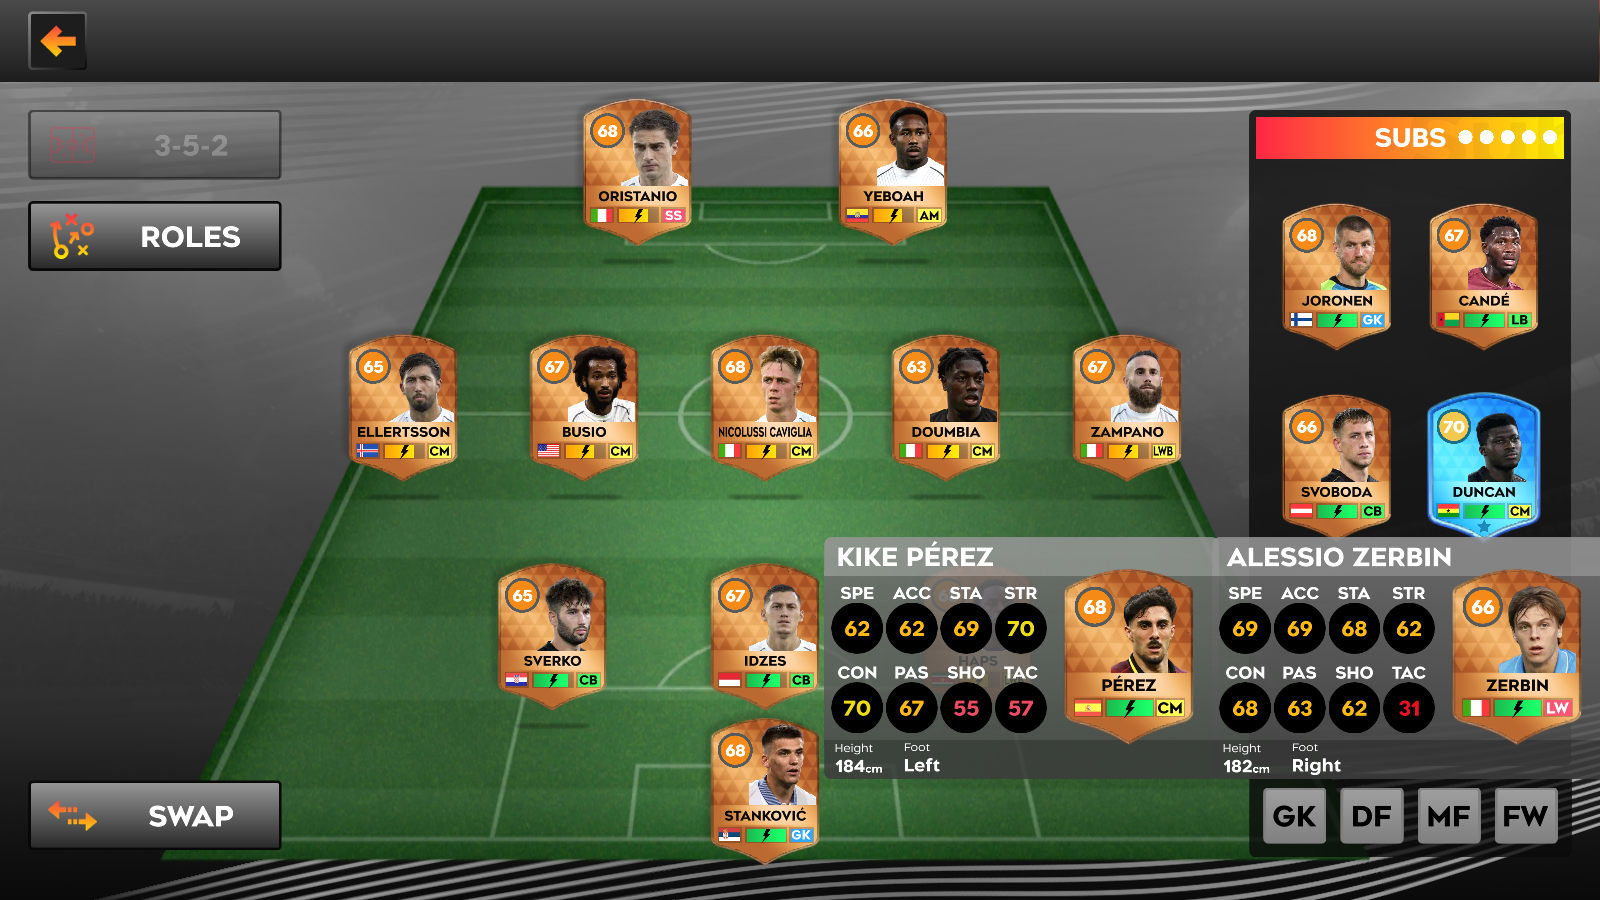 3-5-2
ROLES
68
ORISTANIO
SS
66
YEBOAH
AM
SUBS
68
JORONEN
GK
67
CANDÉ
LB
65
ELLERTSSON
CM
67
BUSIO
CM
68
NICOLUSSI CAVIGLIA
CM
63
DOUMBIA
CM
67
ZAMPANO
LWB
66
SVOBODA
CB
70
DUNCAN
CM
65
SVERKO
CB
67
IDZES
CB
HAPS
KIKE PÉREZ
SPE ACC STA STR
62 62 69 70
CON PAS SHO TAC
70 67 55 57
Height Foot
184cm Left
68
PÉREZ
CM
ALESSIO ZERBIN
SPE ACC STA STR
69 69 68 62
CON PAS SHO TAC
68 63 62 31
Height Foot
182cm Right
66
ZERBIN
LW
68
STANKOVIĆ
GK
SWAP
GK DF MF FW